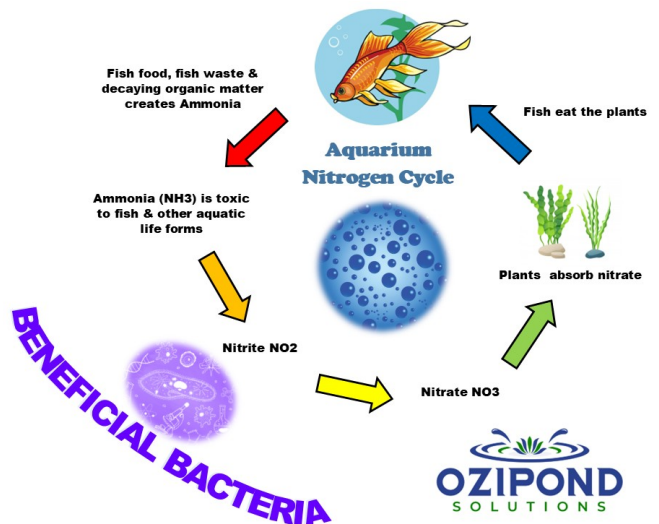 Fish food, fish waste &
decaying organic matter
creates Ammonia
Fish eat the plants
Aquarium
Nitrogen Cycle
Ammonia (NH3) is toxic
to fish & other aquatic
life forms
Plants absorb nitrate
Nitrite NO2
Nitrate NO3
BENEFICIAL BACTERIA
OZIPOND
SOLUTIONS